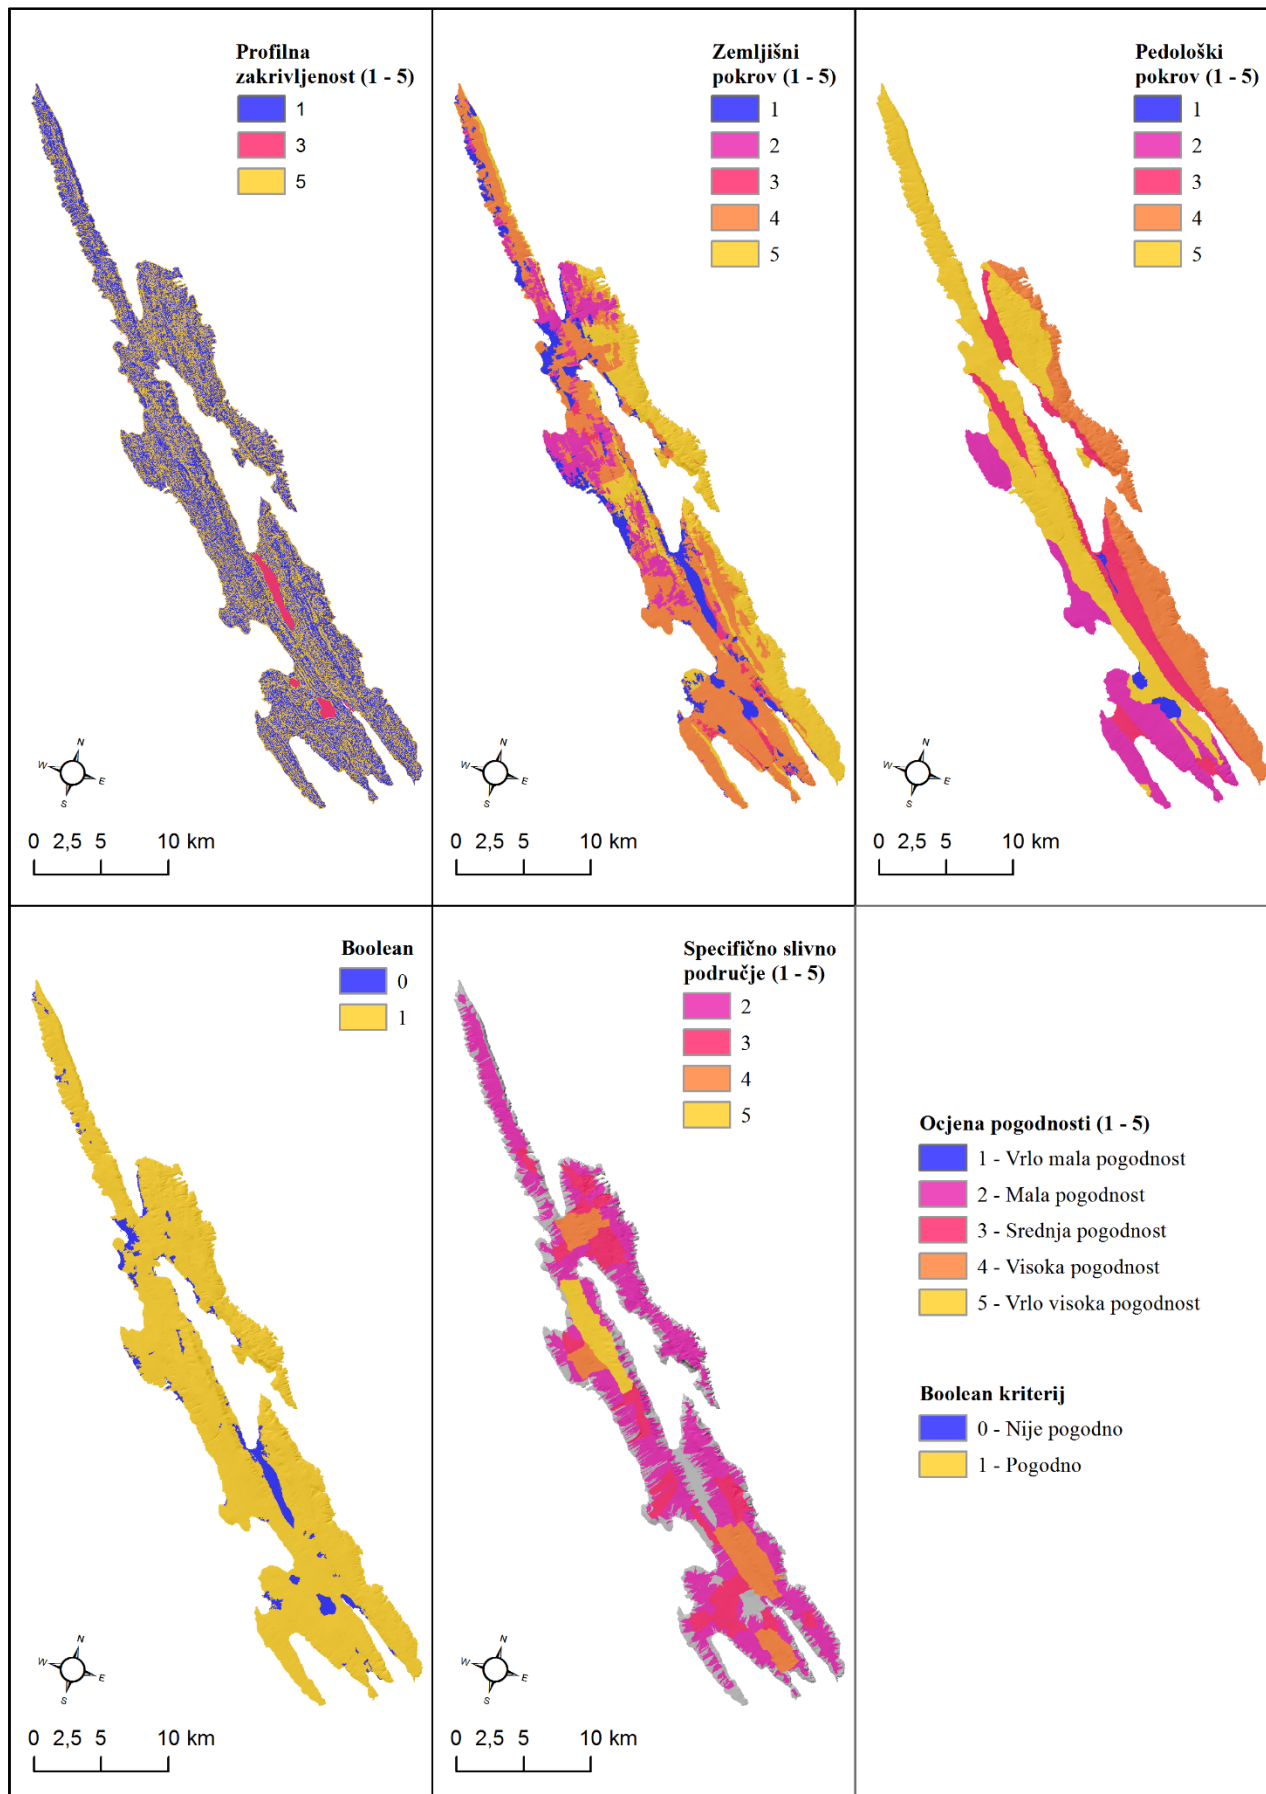 Profilna
zakrivljenost (1 - 5)
1
3
5
N
W
E
S
0 2,5 5 10 km
Zemljišni
pokrov (1 - 5)
1
2
3
4
5
N
W
E
S
0 2,5 5 10 km
Pedološki
pokrov (1 - 5)
1
2
3
4
5
N
W
E
S
0 2,5 5 10 km
Boolean
0
1
N
W
E
S
0 2,5 5 10 km
Specifično slivno
područje (1 - 5)
2
3
4
5
N
W
E
S
0 2,5 5 10 km
Ocjena pogodnosti (1 - 5)
1 - Vrlo mala pogodnost
2 - Mala pogodnost
3 - Srednja pogodnost
4 - Visoka pogodnost
5 - Vrlo visoka pogodnost
Boolean kriterij
0 - Nije pogodno
1 - Pogodno